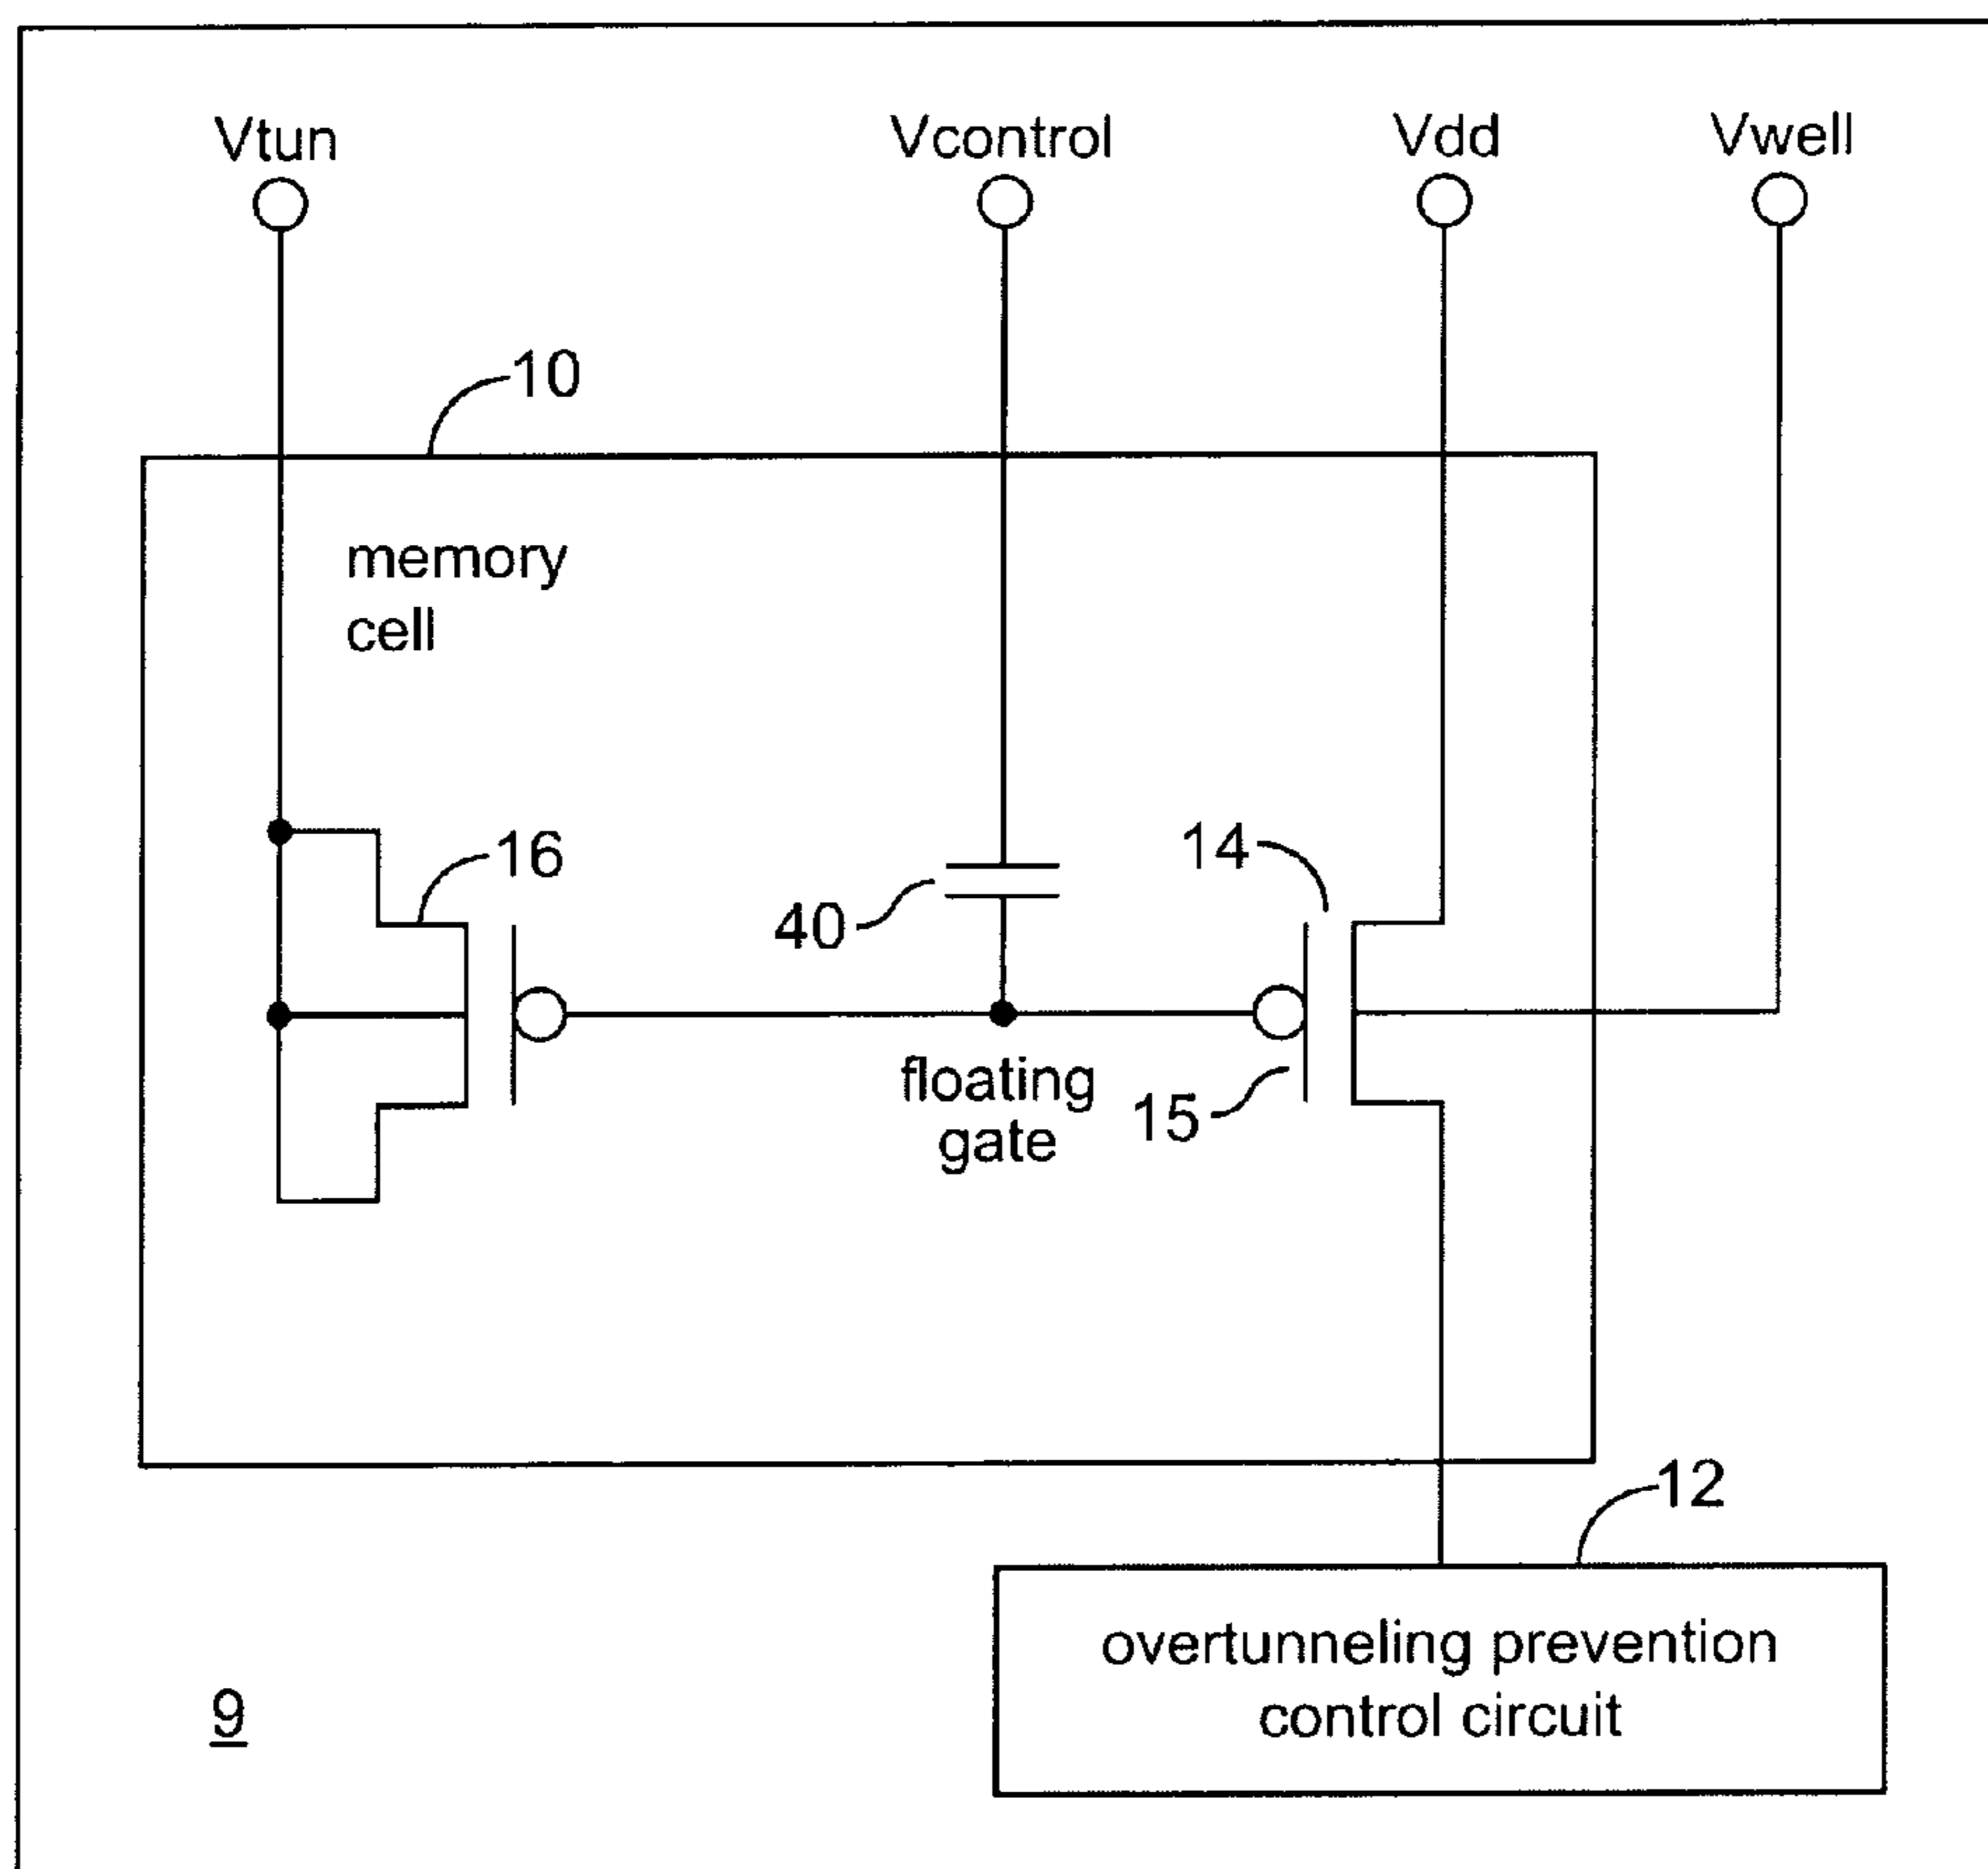 Vtun
Vcontrol
Vdd
Vwell
10
memory
cell
16
40
14
floating
gate
15
12
overtunneling prevention
control circuit
9